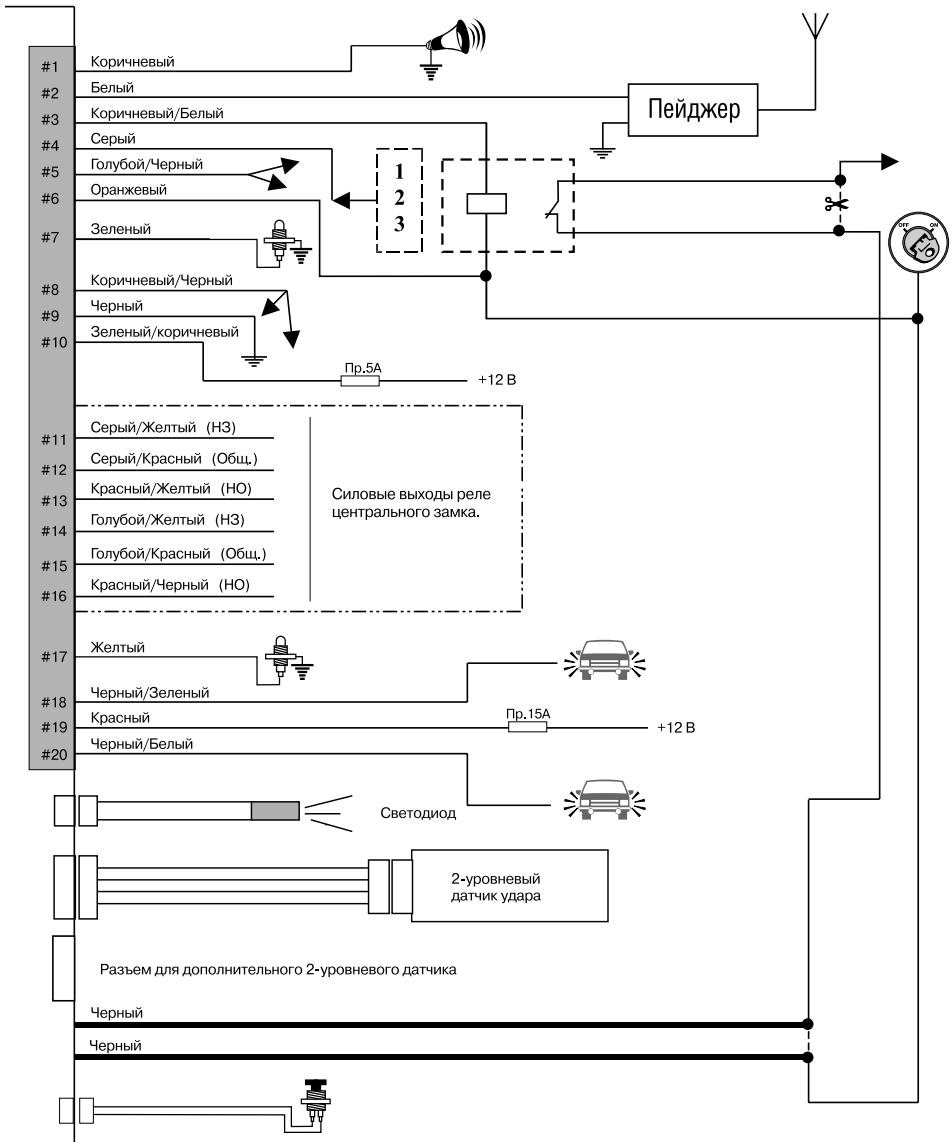 #1 Коричневый
#2 Белый
#3 Коричневый/Белый
#4 Серый
#5 Голубой/Черный
#6 Оранжевый
#7 Зеленый
#8 Коричневый/Черный
#9 Черный
#10 Зеленый/коричневый
Пейджер
1
2
3
OFF ON
Пр.5А
+12 В
#11 Серый/Желтый (НЗ)
#12 Серый/Красный (Общ.)
#13 Красный/Желтый (НО)
#14 Голубой/Желтый (НЗ)
#15 Голубой/Красный (Общ.)
#16 Красный/Черный (НО)
Силовые выходы реле
центрального замка.
#17 Желтый
#18 Черный/Зеленый
#19 Красный
Пр.15А
+12 В
#20 Черный/Белый
Светодиод
2-уровневый
датчик удара
Разъем для дополнительного 2-уровневого датчика
Черный
Черный